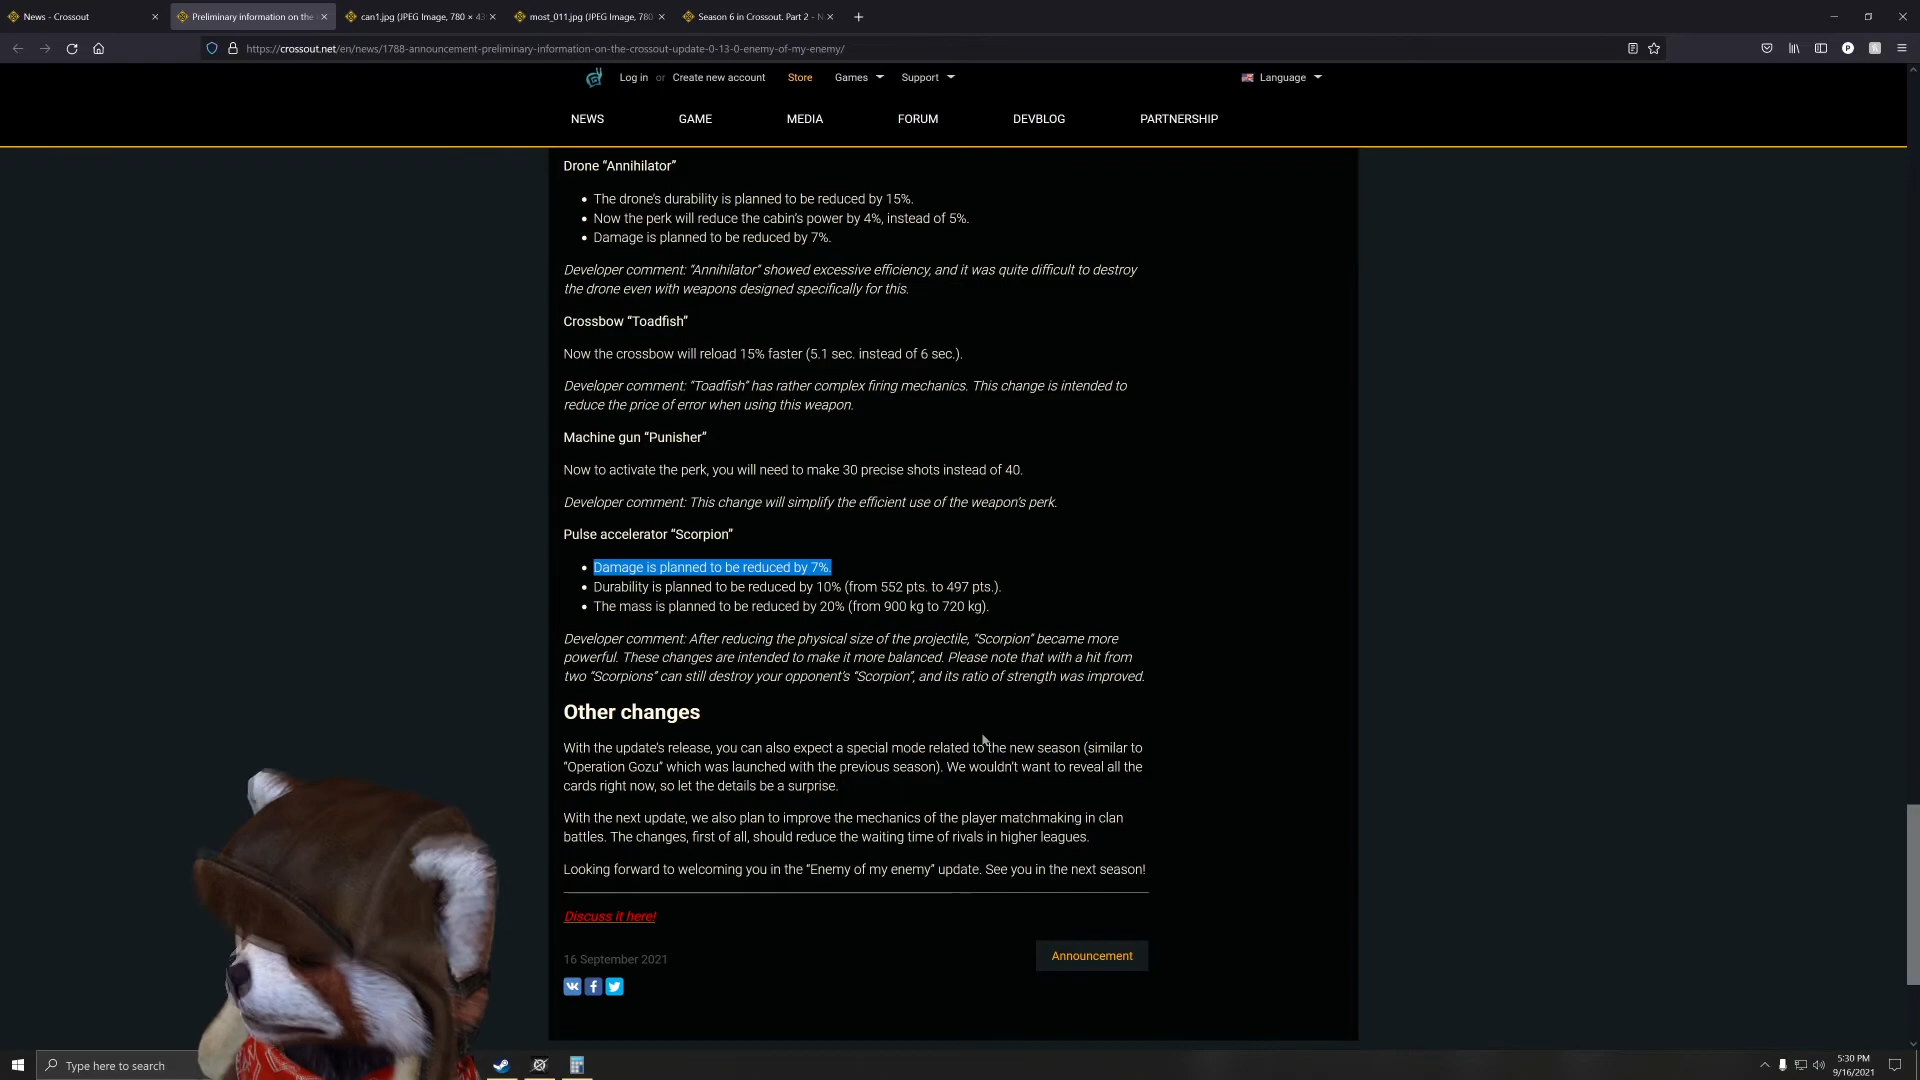 News - Crossout
Preliminary information on the
can1.jpg (JPEG Image, 780 × 43
most_011.jpg (JPEG Image, 780
Season 6 in Crossout. Part 2 - N
https://crossout.net/en/news/1788-announcement-preliminary-information-on-the-crossout-update-0-13-0-enemy-of-my-enemy/
Log in or Create new account Store Games Support Language
NEWS GAME MEDIA FORUM DEVBLOG PARTNERSHIP
Drone “Annihilator”
The drone’s durability is planned to be reduced by 15%.
Now the perk will reduce the cabin’s power by 4%, instead of 5%.
Damage is planned to be reduced by 7%.
Developer comment: “Annihilator” showed excessive efficiency, and it was quite difficult to destroy
the drone even with weapons designed specifically for this.
Crossbow “Toadfish”
Now the crossbow will reload 15% faster (5.1 sec. instead of 6 sec.).
Developer comment: “Toadfish” has rather complex firing mechanics. This change is intended to
reduce the price of error when using this weapon.
Machine gun “Punisher”
Now to activate the perk, you will need to make 30 precise shots instead of 40.
Developer comment: This change will simplify the efficient use of the weapon’s perk.
Pulse accelerator “Scorpion”
Damage is planned to be reduced by 7%.
Durability is planned to be reduced by 10% (from 552 pts. to 497 pts.).
The mass is planned to be reduced by 20% (from 900 kg to 720 kg).
Developer comment: After reducing the physical size of the projectile, “Scorpion” became more
powerful. These changes are intended to make it more balanced. Please note that with a hit from
two “Scorpions” can still destroy your opponent’s “Scorpion”, and its ratio of strength was improved.
Other changes
With the update’s release, you can also expect a special mode related to the new season (similar to
“Operation Gozu” which was launched with the previous season). We wouldn’t want to reveal all the
cards right now, so let the details be a surprise.
With the next update, we also plan to improve the mechanics of the player matchmaking in clan
battles. The changes, first of all, should reduce the waiting time of rivals in higher leagues.
Looking forward to welcoming you in the “Enemy of my enemy” update. See you in the next season!
Discuss it here!
16 September 2021
Announcement
Type here to search
5:30 PM
9/16/2021